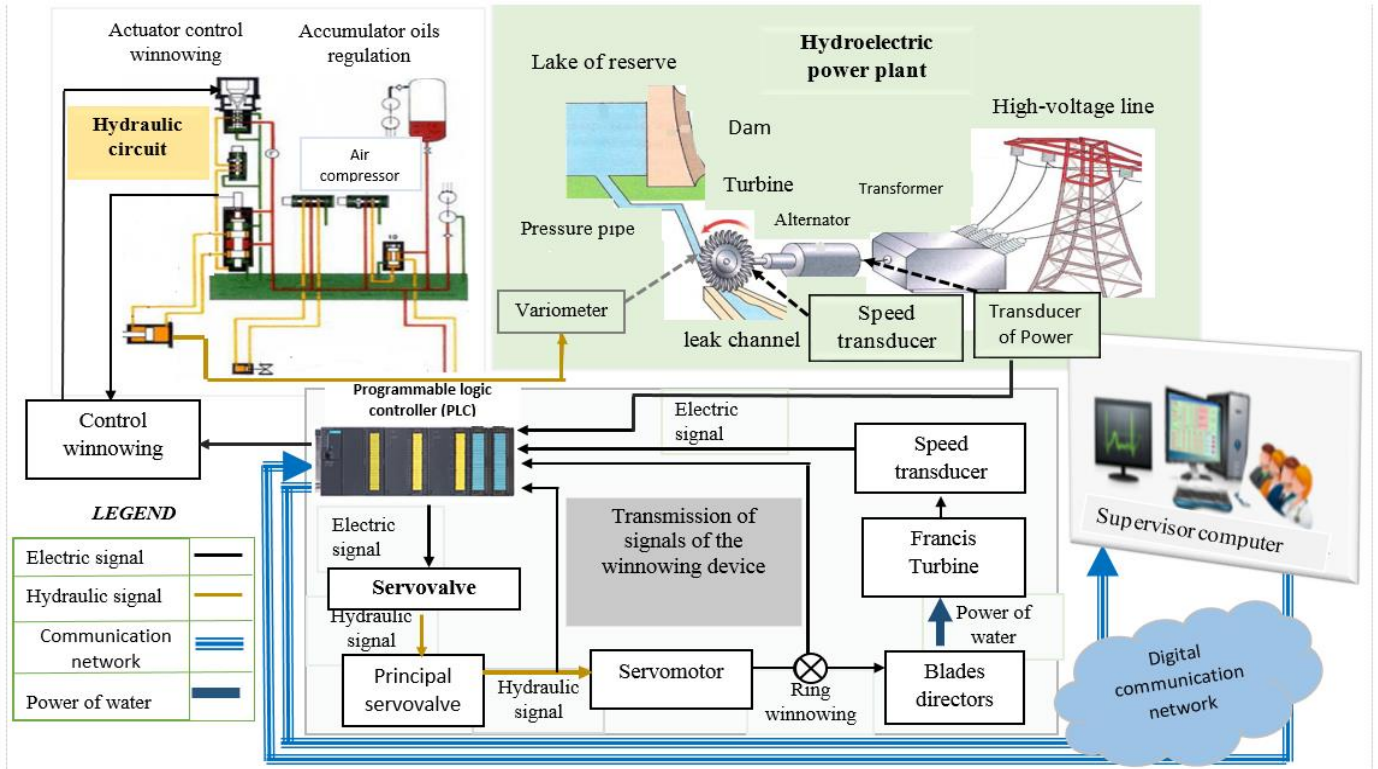 Actuator control
winnowing
Accumulator oils
regulation
Hydraulic
circuit
Air
compressor
Hydroelectric
power plant
Lake of reserve
High-voltage line
Dam
Turbine
Transformer
Alternator
Pressure pipe
Variometer
leak channel
Speed
transducer
Transducer
of Power
Programmable logic
controller (PLC)
Electric
signal
Control
winnowing
Speed
transducer
Supervisor computer
LEGEND
Electric signal
Hydraulic signal
Communication
network
Power of water
Electric
signal
Transmission of
signals of the
winnowing device
Francis
Turbine
Servovalve
Hydraulic
signal
Power of
water
Principal
servovalve
Hydraulic
signal
Servomotor
Ring
winnowing
Blades
directors
Digital
communication
network